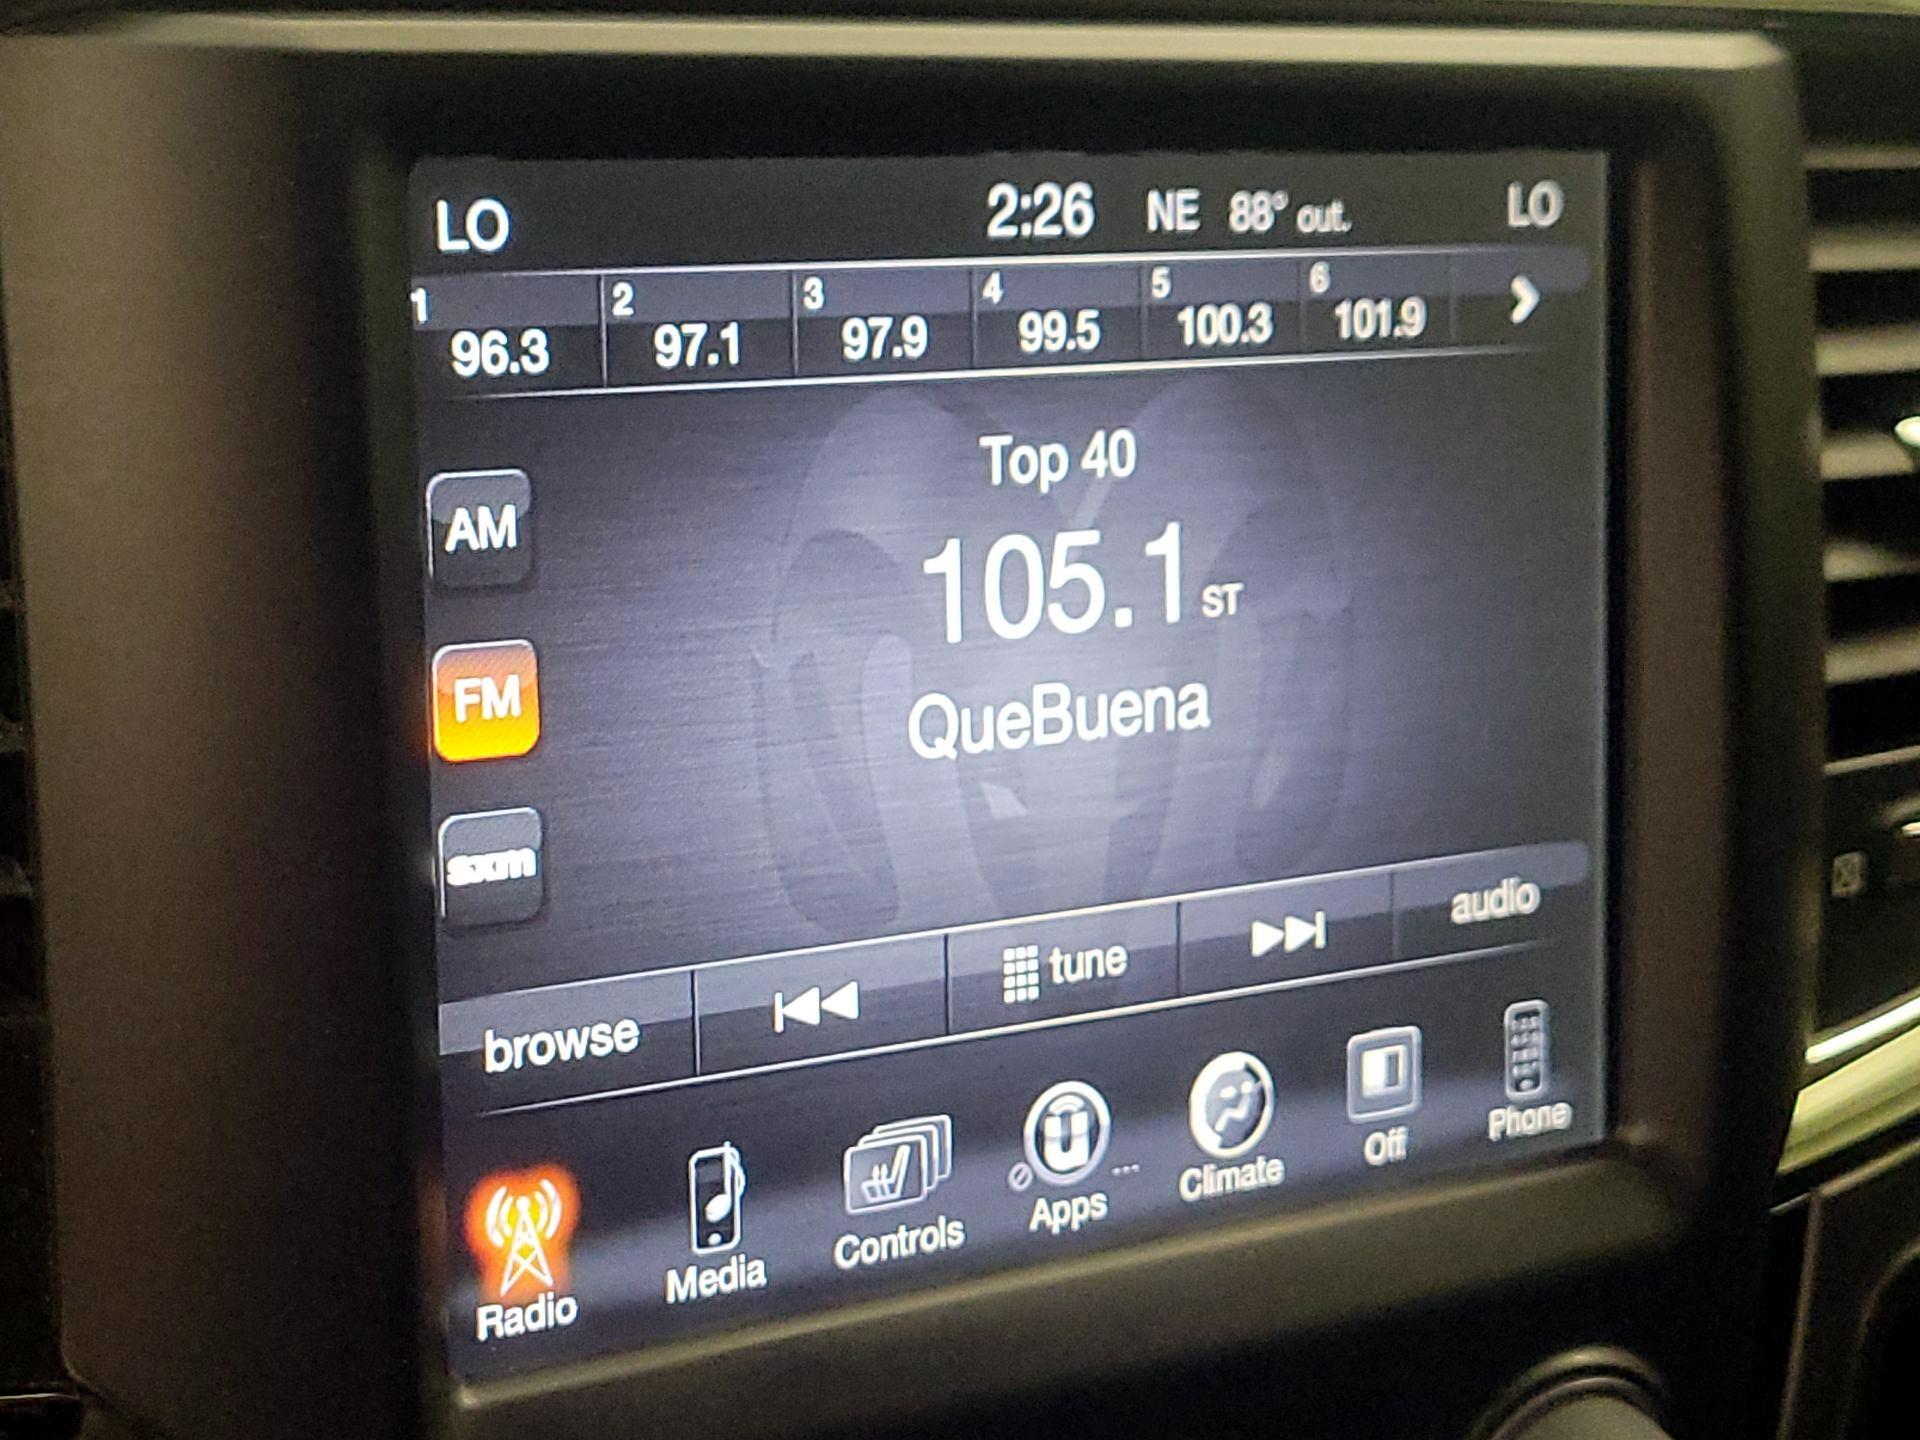 LO 2:26 NE 88° out. LO
1 2 3 4 5 6
96.3 97.1 97.9 99.5 100.3 101.9
Top 40
AM
105.1 ST
FM
QueBuena
sxm
browse tune audio
Radio Media Controls Apps ... Climate Off Phone